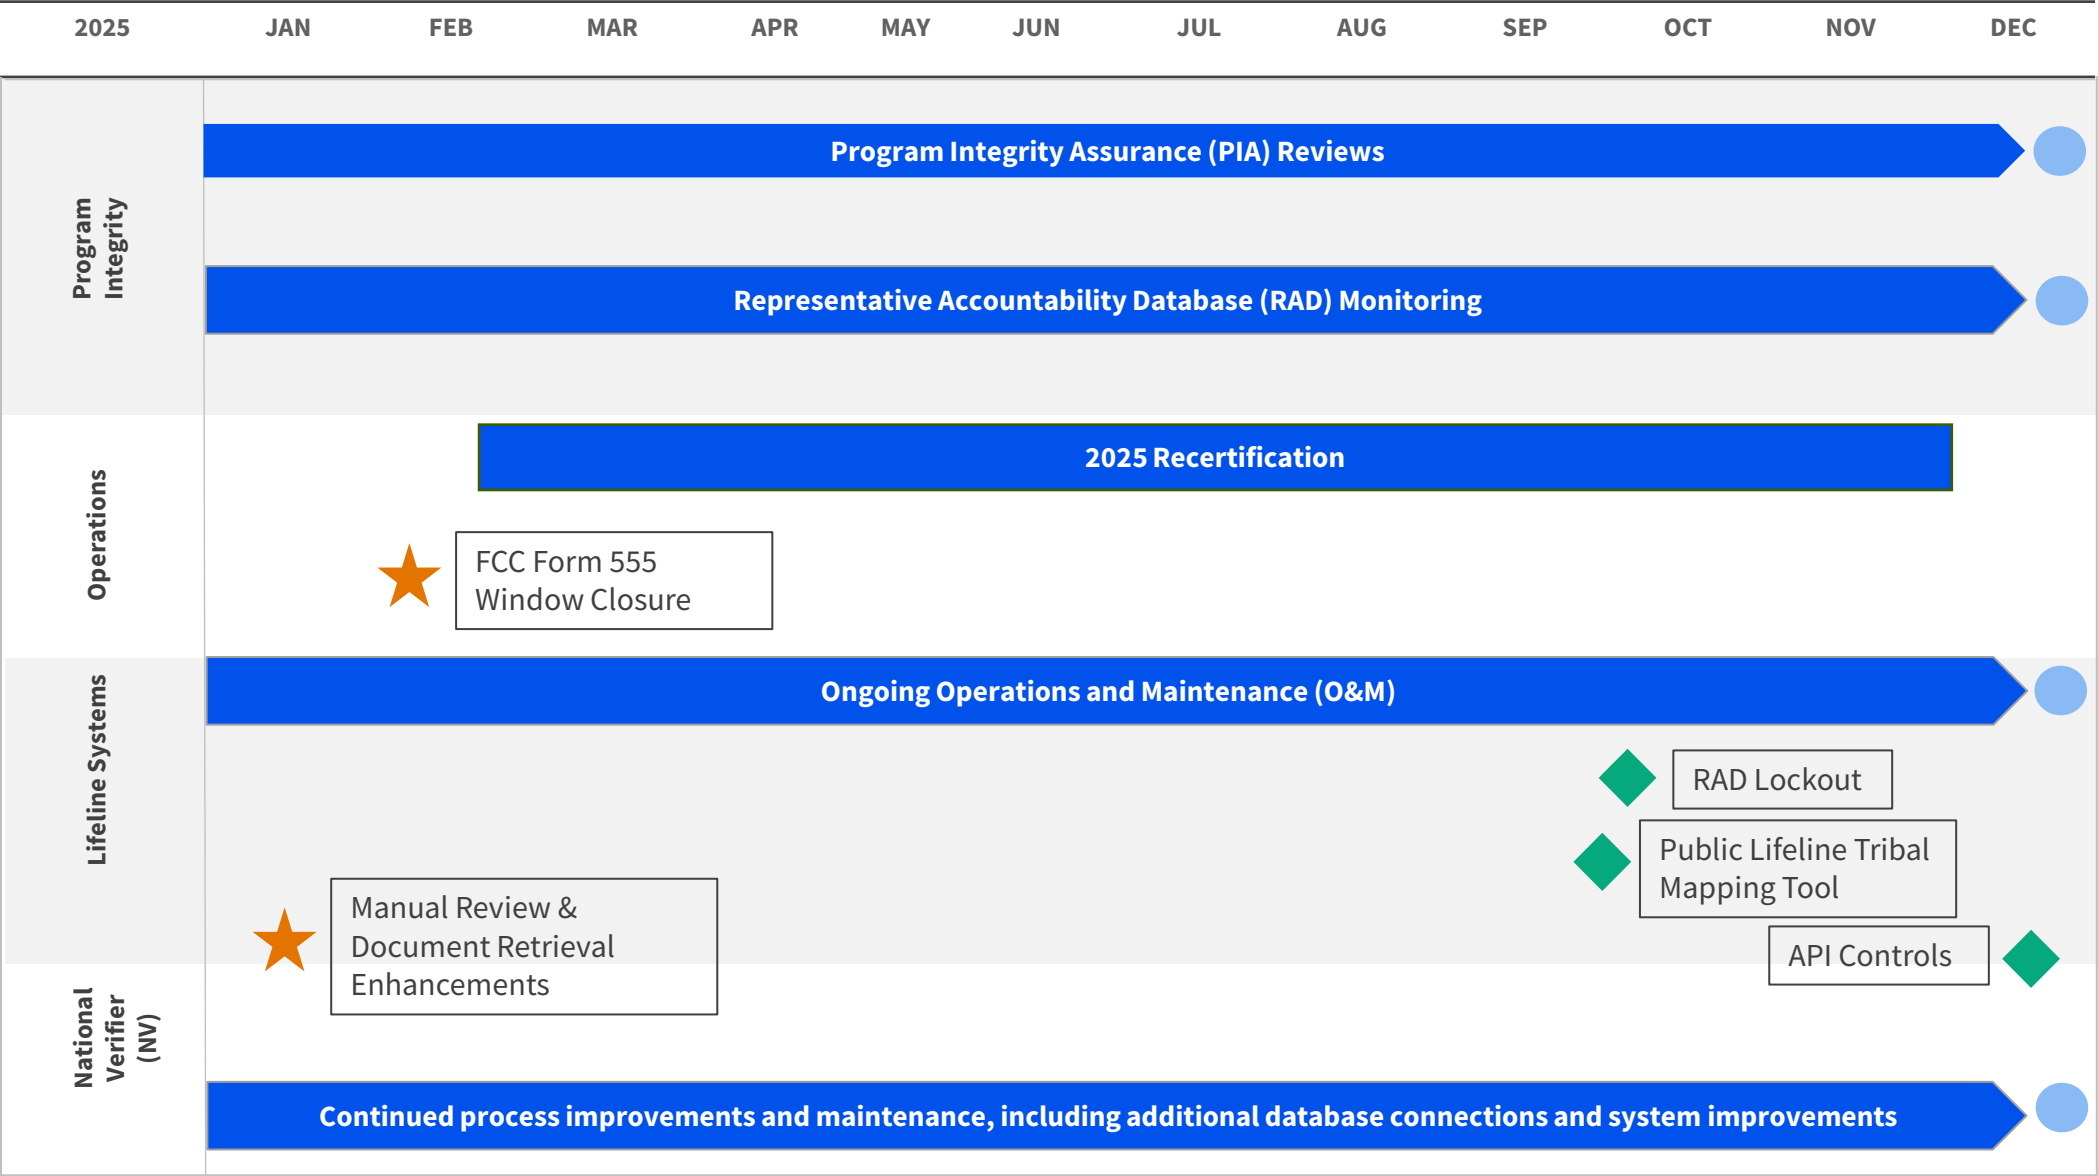 2025 JAN FEB MAR APR MAY JUN JUL AUG SEP OCT NOV DEC
Program
Integrity
Program Integrity Assurance (PIA) Reviews
Representative Accountability Database (RAD) Monitoring
Operations
2025 Recertification
FCC Form 555
Window Closure
Lifeline Systems
Ongoing Operations and Maintenance (O&M)
RAD Lockout
Public Lifeline Tribal
Mapping Tool
Manual Review &
Document Retrieval
Enhancements
API Controls
National
Verifier
(NV)
Continued process improvements and maintenance, including additional database connections and system improvements